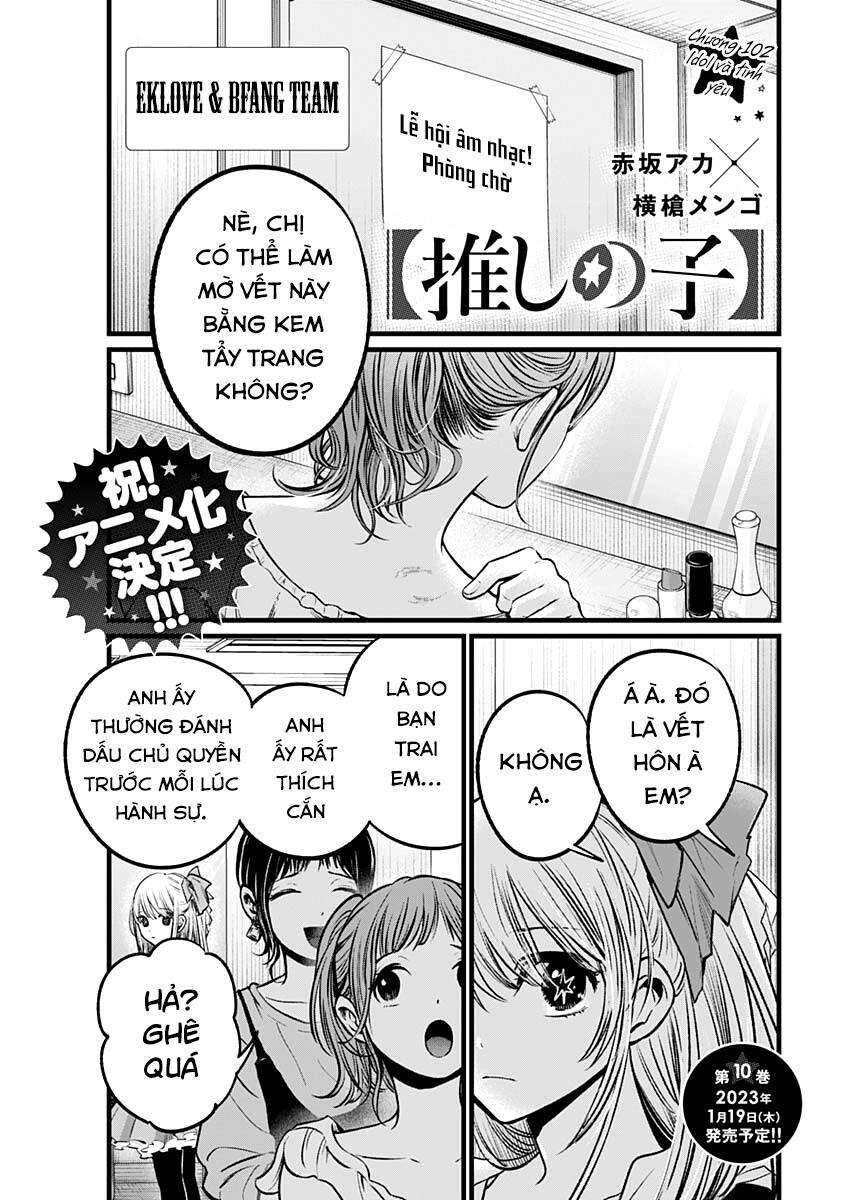 Chương 102
Idol và tình
yêu
EKLOVE & BFANG TEAM
Lễ hội âm nhạc!
Phòng chờ
赤坂アカ×
横槍メンゴ
【推しの子】
NÈ, CHỊ
CÓ THỂ LÀM
MỜ VẾT NÀY
BẰNG KEM
TẨY TRANG
KHÔNG?
祝!
アニメ化
決定
!!!
Á À. ĐÓ
LÀ VẾT
HÔN À
EM?
KHÔNG
Ạ.
LÀ DO
BẠN
TRAI
EM...
ANH
ẤY RẤT
THÍCH
CẮN
ANH ẤY
THƯỜNG ĐÁNH
DẤU CHỦ QUYỀN
TRƯỚC MỖI LÚC
HÀNH SỰ.
HẢ?
GHÊ
QUÁ
第10巻
2023年
1月19日(木)
発売予定!!